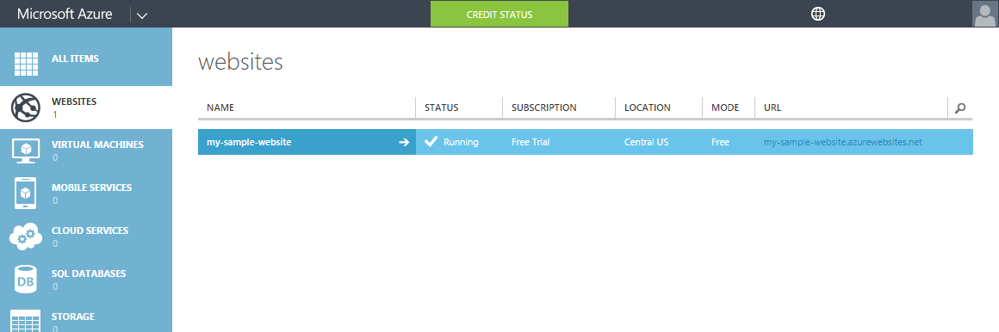 Microsoft Azure
CREDIT STATUS
ALL ITEMS
WEBSITES
1
VIRTUAL MACHINES
0
MOBILE SERVICES
0
CLOUD SERVICES
0
DB
SQL DATABASES
0
STORAGE
0
websites
NAME STATUS SUBSCRIPTION LOCATION MODE URL
my-sample-website Running Free Trial Central US Free my-sample-website.azurewebsites.net